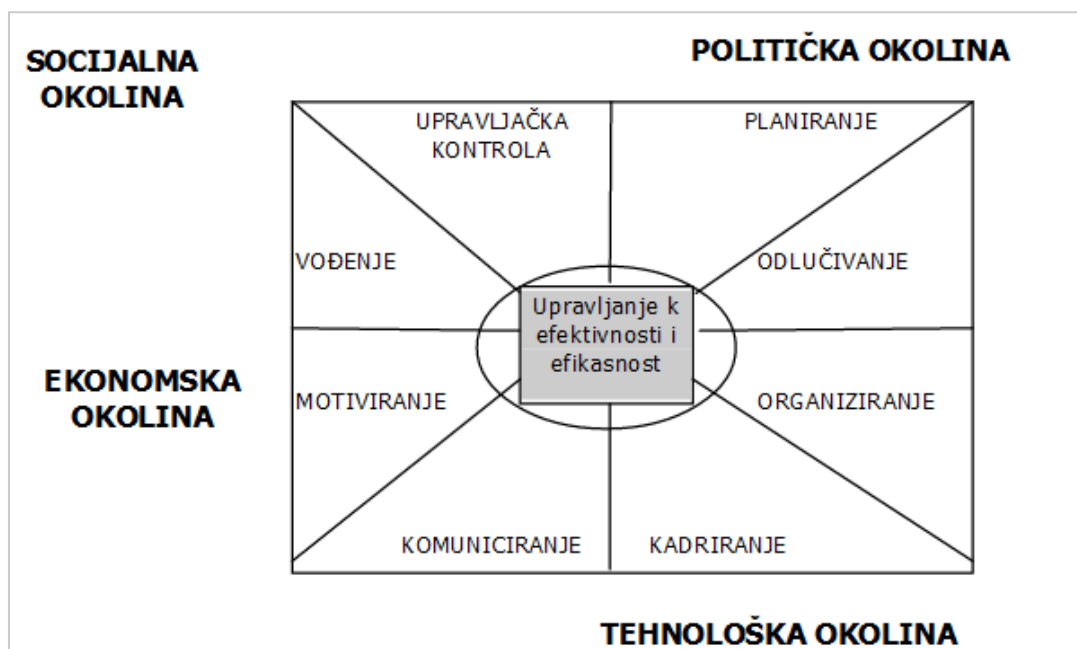 SOCIJALNA
OKOLINA
POLITIČKA OKOLINA
UPRAVLJAČKA
KONTROLA
PLANIRANJE
VOĐENJE
ODLUČIVANJE
Upravljanje k
efektivnosti i
efikasnost
EKONOMSKA
OKOLINA
MOTIVIRANJE
ORGANIZIRANJE
KOMUNICIRANJE
KADRIRANJE
TEHNOLOŠKA OKOLINA